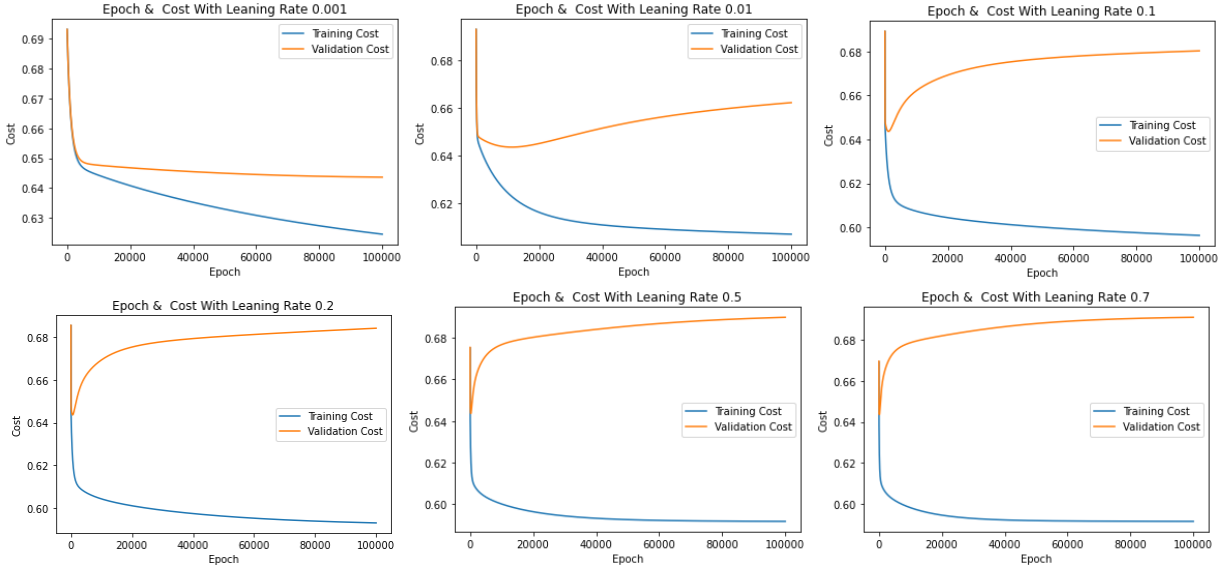 Epoch &  Cost With Leaning Rate 0.001
0.69
0.68
0.67
0.66
0.65
0.64
0.63
Cost
Training Cost
Validation Cost
0 20000 40000 60000 80000 100000
Epoch
Epoch &  Cost With Leaning Rate 0.01
0.68
0.66
0.64
0.62
Cost
Training Cost
Validation Cost
0 20000 40000 60000 80000 100000
Epoch
Epoch &  Cost With Leaning Rate 0.1
0.68
0.66
0.64
0.62
0.60
Cost
Training Cost
Validation Cost
0 20000 40000 60000 80000 100000
Epoch
Epoch &  Cost With Leaning Rate 0.2
0.68
0.66
0.64
0.62
0.60
Cost
Training Cost
Validation Cost
0 20000 40000 60000 80000 100000
Epoch
Epoch &  Cost With Leaning Rate 0.5
0.68
0.66
0.64
0.62
0.60
Cost
Training Cost
Validation Cost
0 20000 40000 60000 80000 100000
Epoch
Epoch &  Cost With Leaning Rate 0.7
0.68
0.66
0.64
0.62
0.60
Cost
Training Cost
Validation Cost
0 20000 40000 60000 80000 100000
Epoch